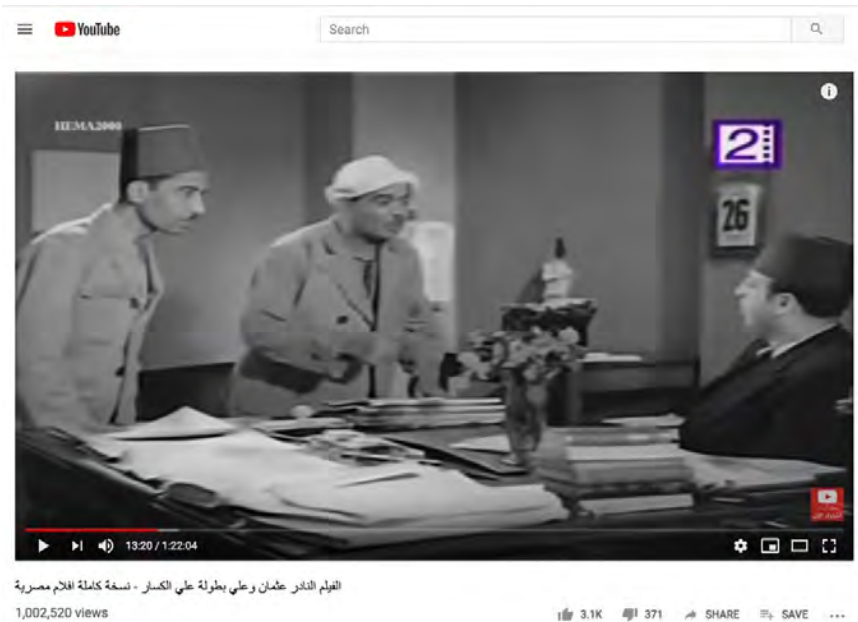 YouTube
Search
HEMA2000
2
26
13:20 / 1:22:04
الفيلم النادر عثمان وعلي بطولة علي الكسار - نسخة كاملة افلام مصرية
1,002,520 views
3.1K
371
SHARE
SAVE